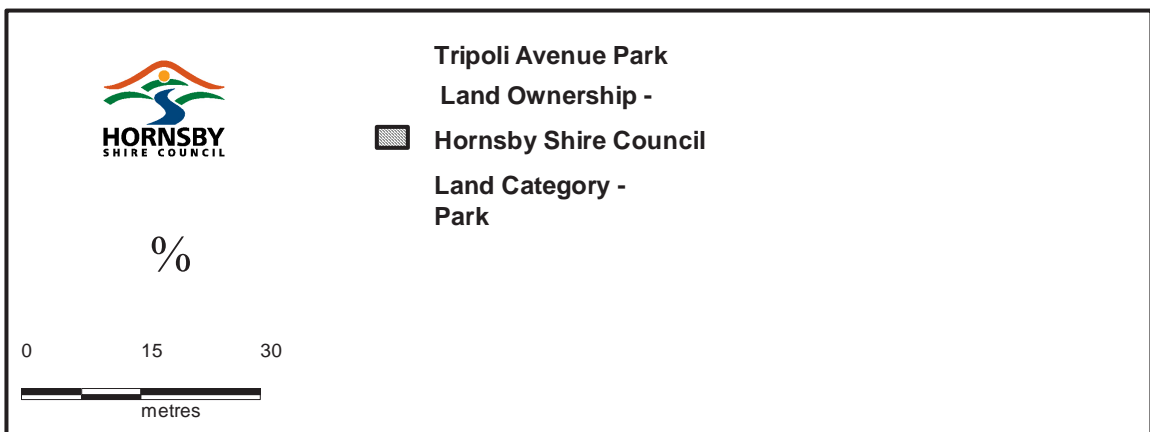 HORNSBY
SHIRE COUNCIL
Tripoli Avenue Park
Land Ownership -
Hornsby Shire Council
Land Category -
Park
%
0 15 30
metres